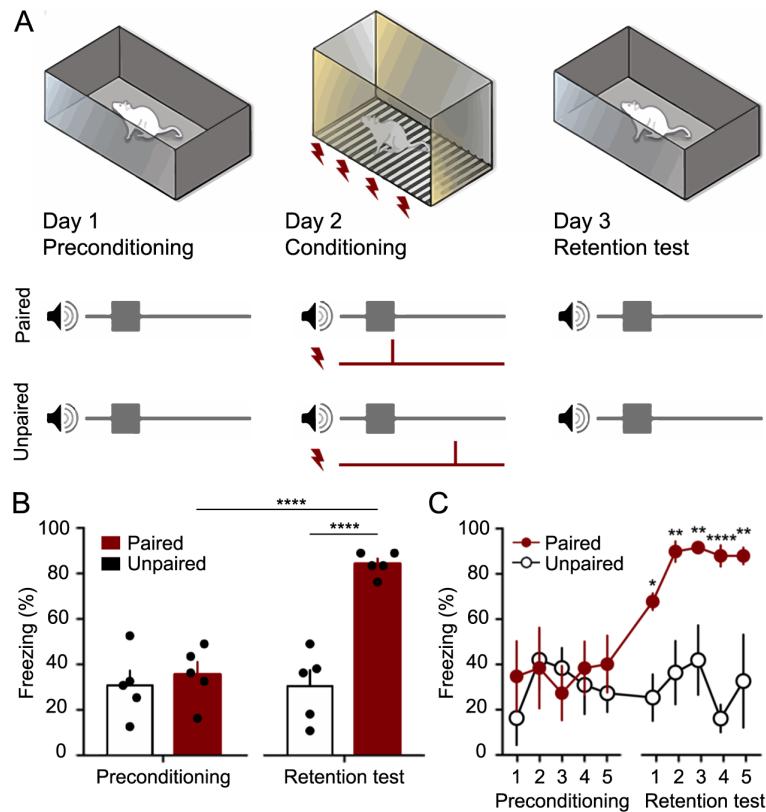 A
Day 1
Preconditioning
Day 2
Conditioning
Day 3
Retention test
Paired
Unpaired
B
****
****
Paired
Unpaired
Freezing (%)
100
80
60
40
20
0
Preconditioning
Retention test
C
Paired
Unpaired
*
**
**
****
**
Freezing (%)
100
80
60
40
20
0
1 2 3 4 5 1 2 3 4 5
Preconditioning Retention test